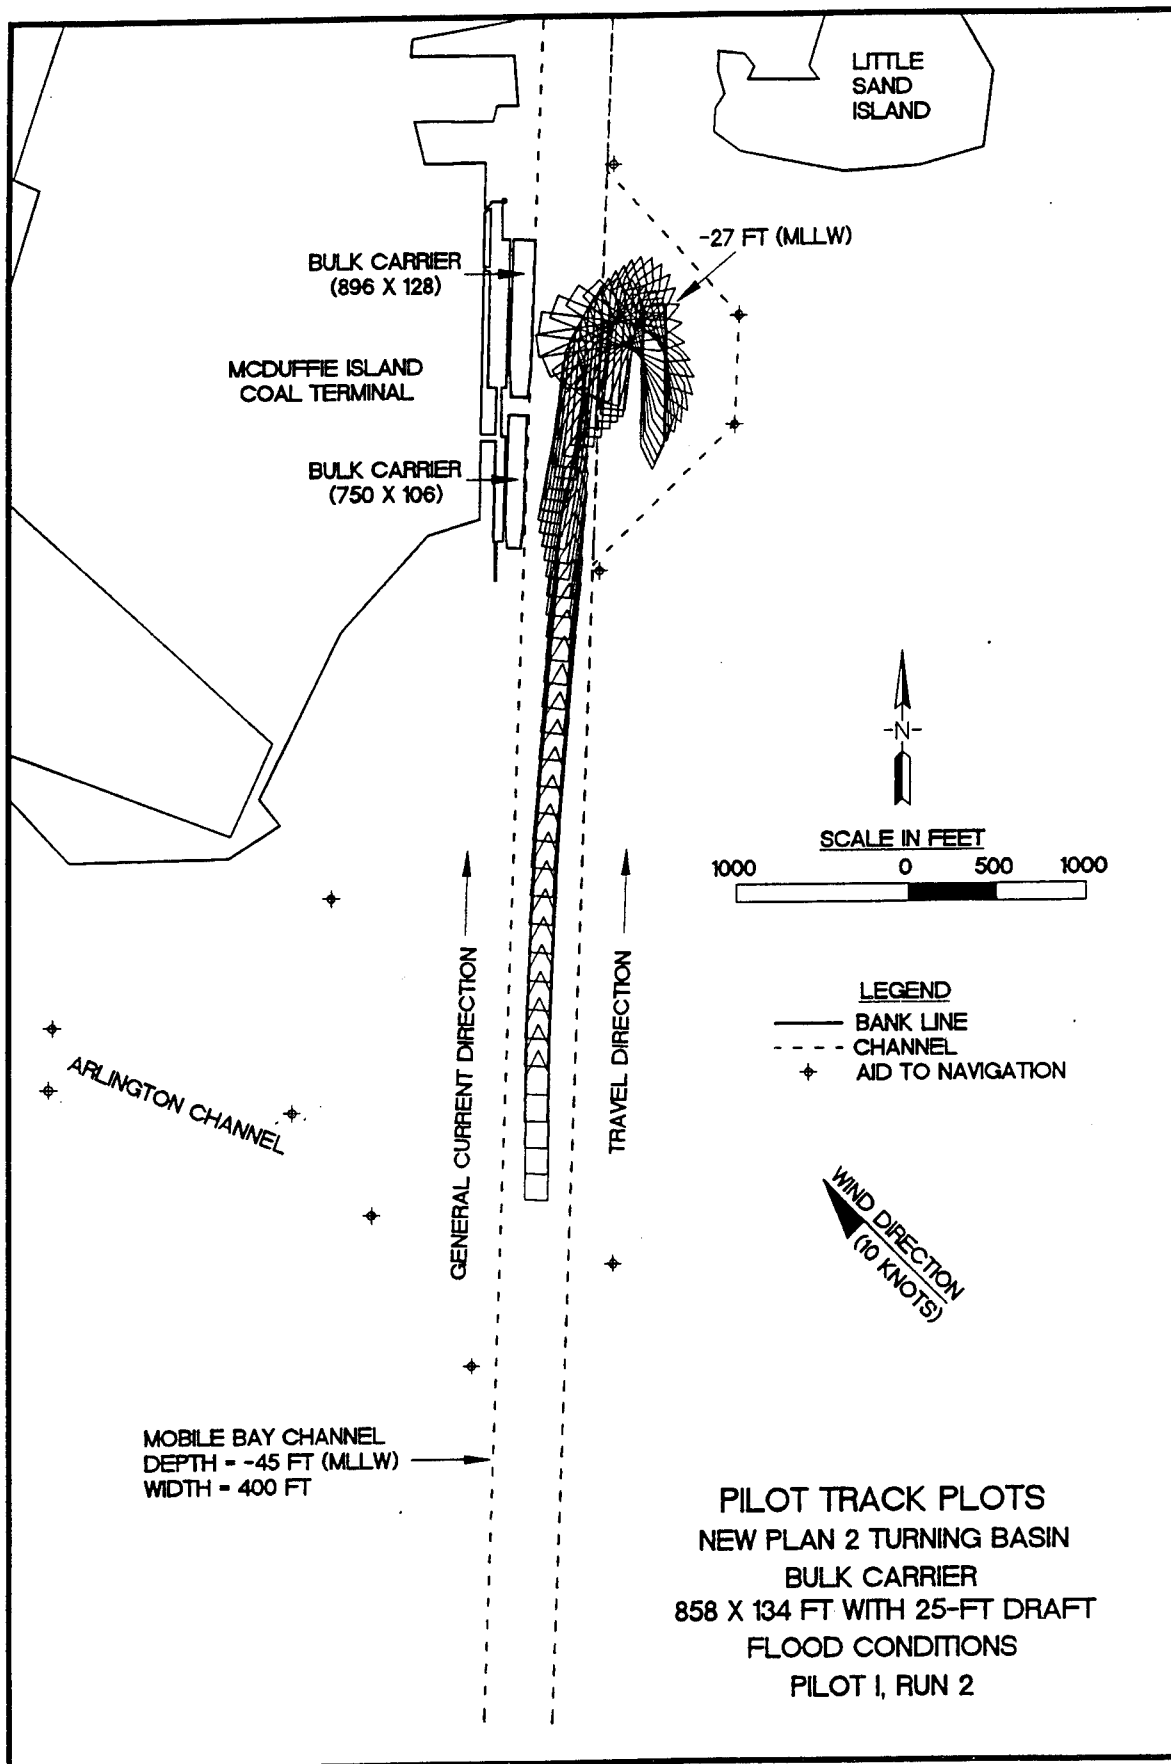 LITTLE
SAND
ISLAND
-27 FT (MLLW)
BULK CARRIER
(896 X 128)
MCDUFFIE ISLAND
COAL TERMINAL
BULK CARRIER
(750 X 106)
-N-
SCALE IN FEET
1000 0 500 1000
LEGEND
BANK LINE
CHANNEL
AID TO NAVIGATION
GENERAL CURRENT DIRECTION
TRAVEL DIRECTION
ARLINGTON CHANNEL
WIND DIRECTION
(10 KNOTS)
MOBILE BAY CHANNEL
DEPTH = -45 FT (MLLW)
WIDTH = 400 FT
PILOT TRACK PLOTS
NEW PLAN 2 TURNING BASIN
BULK CARRIER
858 X 134 FT WITH 25-FT DRAFT
FLOOD CONDITIONS
PILOT 1, RUN 2